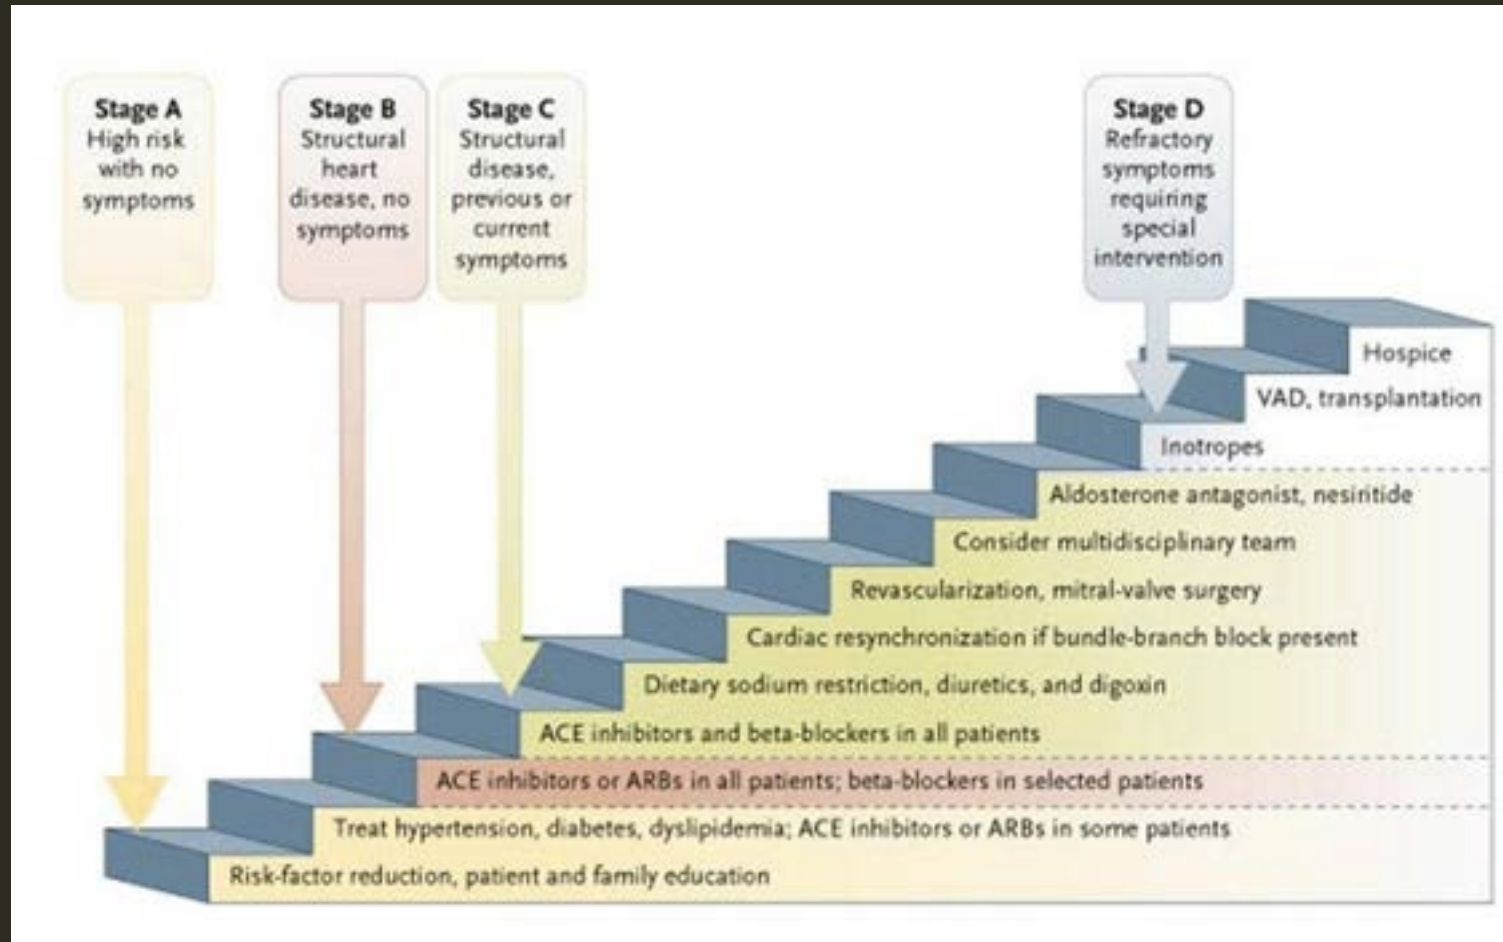 Stage A
High risk
with no
symptoms
Stage B
Structural
heart
disease, no
symptoms
Stage C
Structural
disease,
previous or
current
symptoms
Stage D
Refractory
symptoms
requiring
special
intervention
Hospice
VAD, transplantation
Inotropes
Aldosterone antagonist, nesiritide
Consider multidisciplinary team
Revascularization, mitral-valve surgery
Cardiac resynchronization if bundle-branch block present
Dietary sodium restriction, diuretics, and digoxin
ACE inhibitors and beta-blockers in all patients
ACE inhibitors or ARBs in all patients; beta-blockers in selected patients
Treat hypertension, diabetes, dyslipidemia; ACE inhibitors or ARBs in some patients
Risk-factor reduction, patient and family education